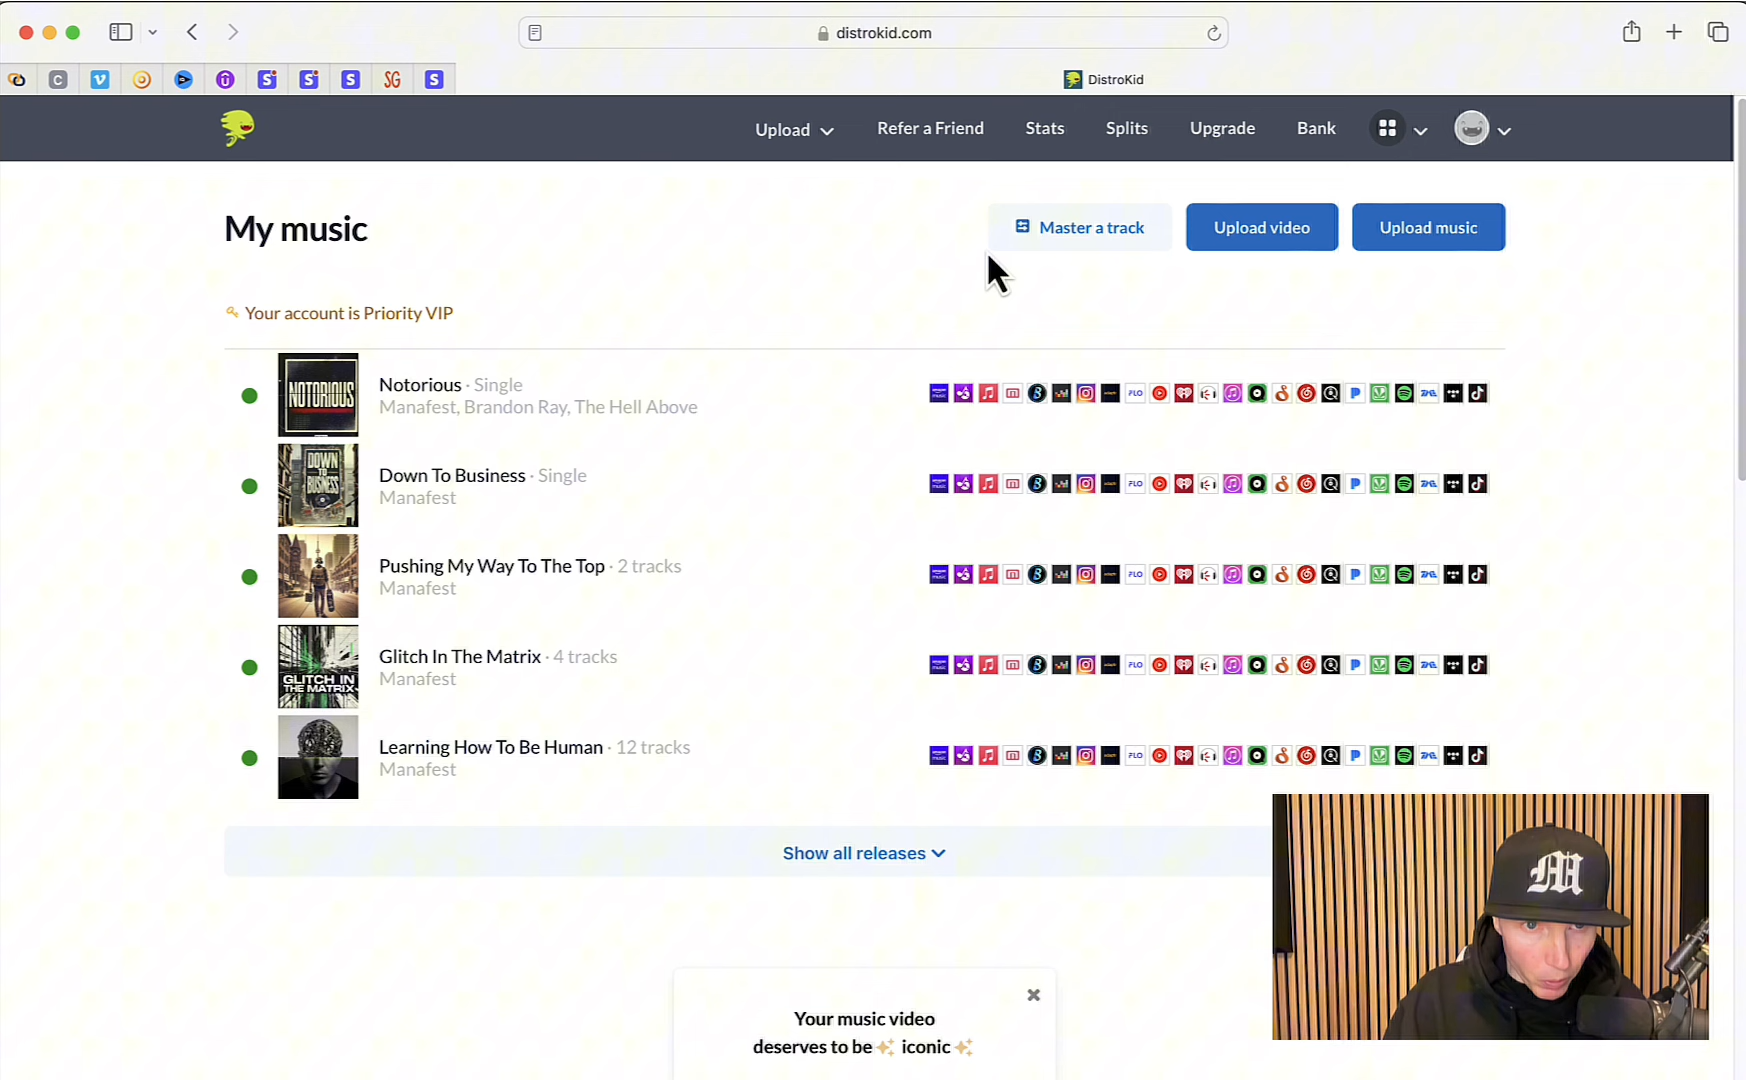 distrokid.com
DistroKid
Upload
Refer a Friend
Stats
Splits
Upgrade
Bank
My music
Master a track
Upload video
Upload music
Your account is Priority VIP
NOTORIOUS
Notorious · Single
Manafest, Brandon Ray, The Hell Above
DOWN
TO
BUSINESS
Down To Business · Single
Manafest
Pushing My Way To The Top · 2 tracks
Manafest
GLITCH IN
THE MATRIX
Glitch In The Matrix · 4 tracks
Manafest
Learning How To Be Human · 12 tracks
Manafest
Show all releases
Your music video
deserves to be✨ iconic ✨